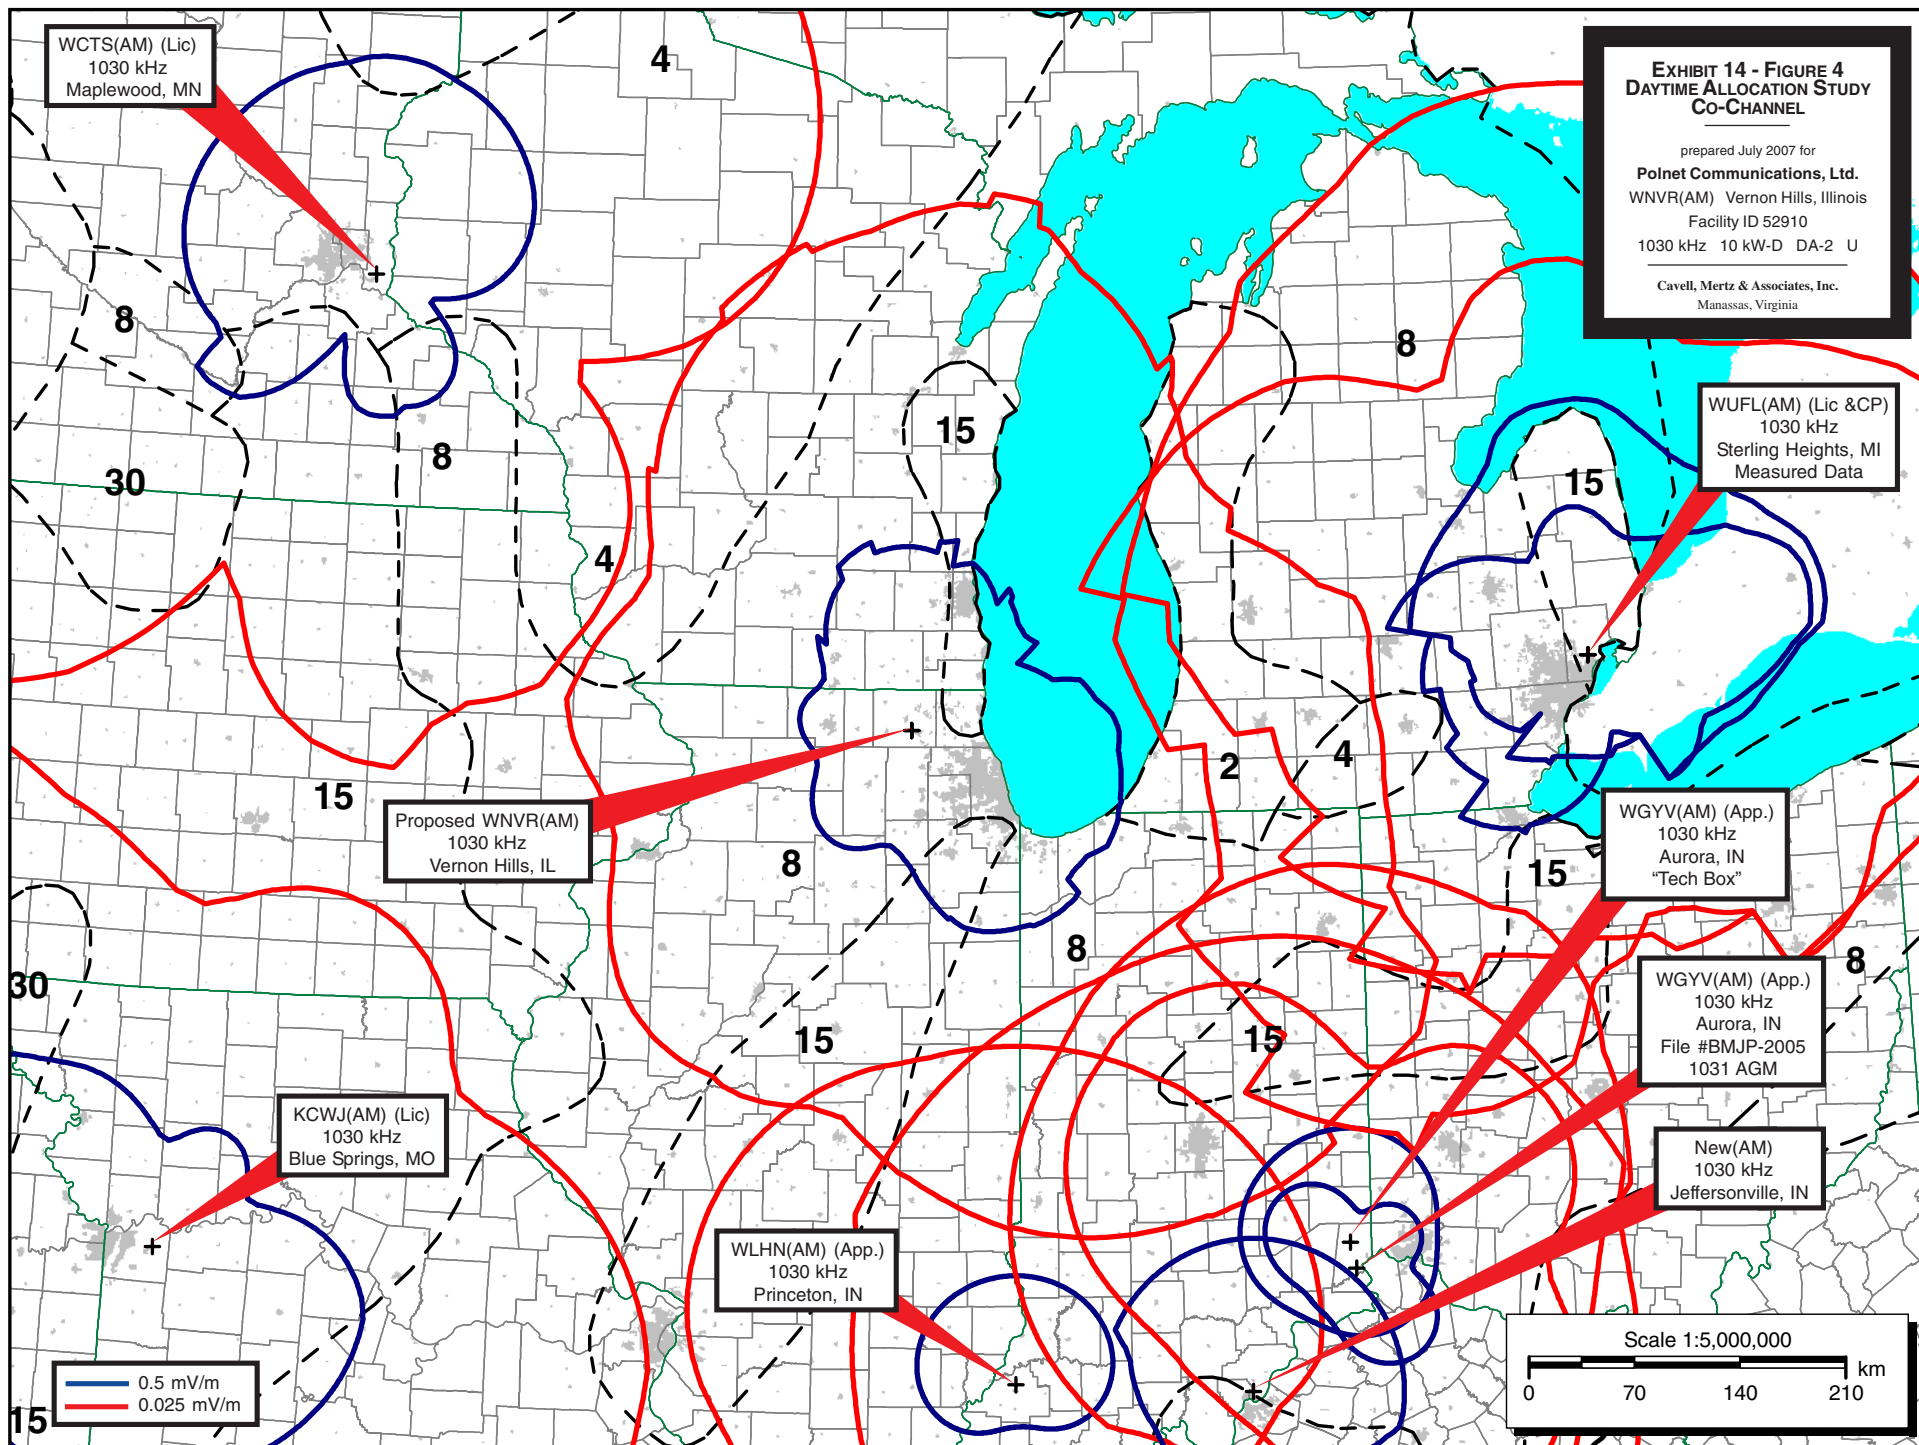 WCTS(AM) (Lic)
1030 kHz
Maplewood, MN
4
EXHIBIT 14 - FIGURE 4
DAYTIME ALLOCATION STUDY
CO-CHANNEL
prepared July 2007 for
Polnet Communications, Ltd.
WNVR(AM) Vernon Hills, Illinois
Facility ID 52910
1030 kHz 10 kW-D DA-2 U
Cavell, Mertz & Associates, Inc.
Manassas, Virginia
8
8
WUFL(AM) (Lic &CP)
1030 kHz
Sterling Heights, MI
Measured Data
15
8
30
15
4
2
4
15
Proposed WNVR(AM)
1030 kHz
Vernon Hills, IL
8
WGYV(AM) (App.)
1030 kHz
Aurora, IN
"Tech Box"
15
8
8
30
WGYV(AM) (App.)
1030 kHz
Aurora, IN
File #BMJP-2005
1031 AGM
15
15
KCWJ(AM) (Lic)
1030 kHz
Blue Springs, MO
New(AM)
1030 kHz
Jeffersonville, IN
WLHN(AM) (App.)
1030 kHz
Princeton, IN
0.5 mV/m
0.025 mV/m
15
Scale 1:5,000,000
km
0 70 140 210